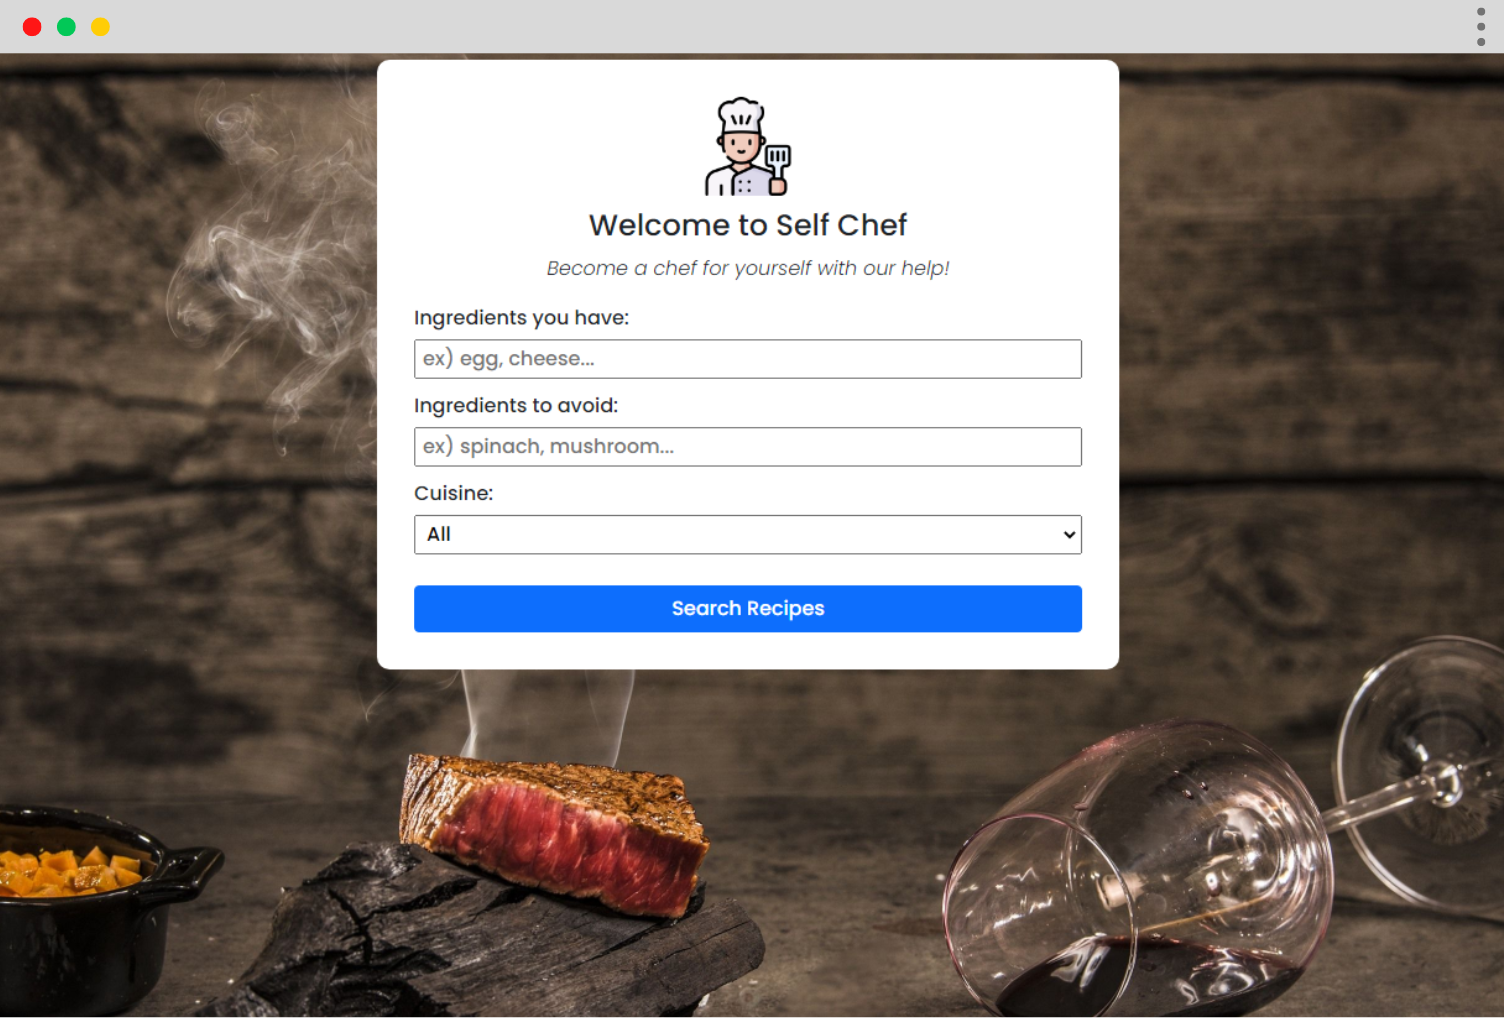 Welcome to Self Chef
Become a chef for yourself with our help!
Ingredients you have:
ex) egg, cheese...
Ingredients to avoid:
ex) spinach, mushroom...
Cuisine:
All
Search Recipes